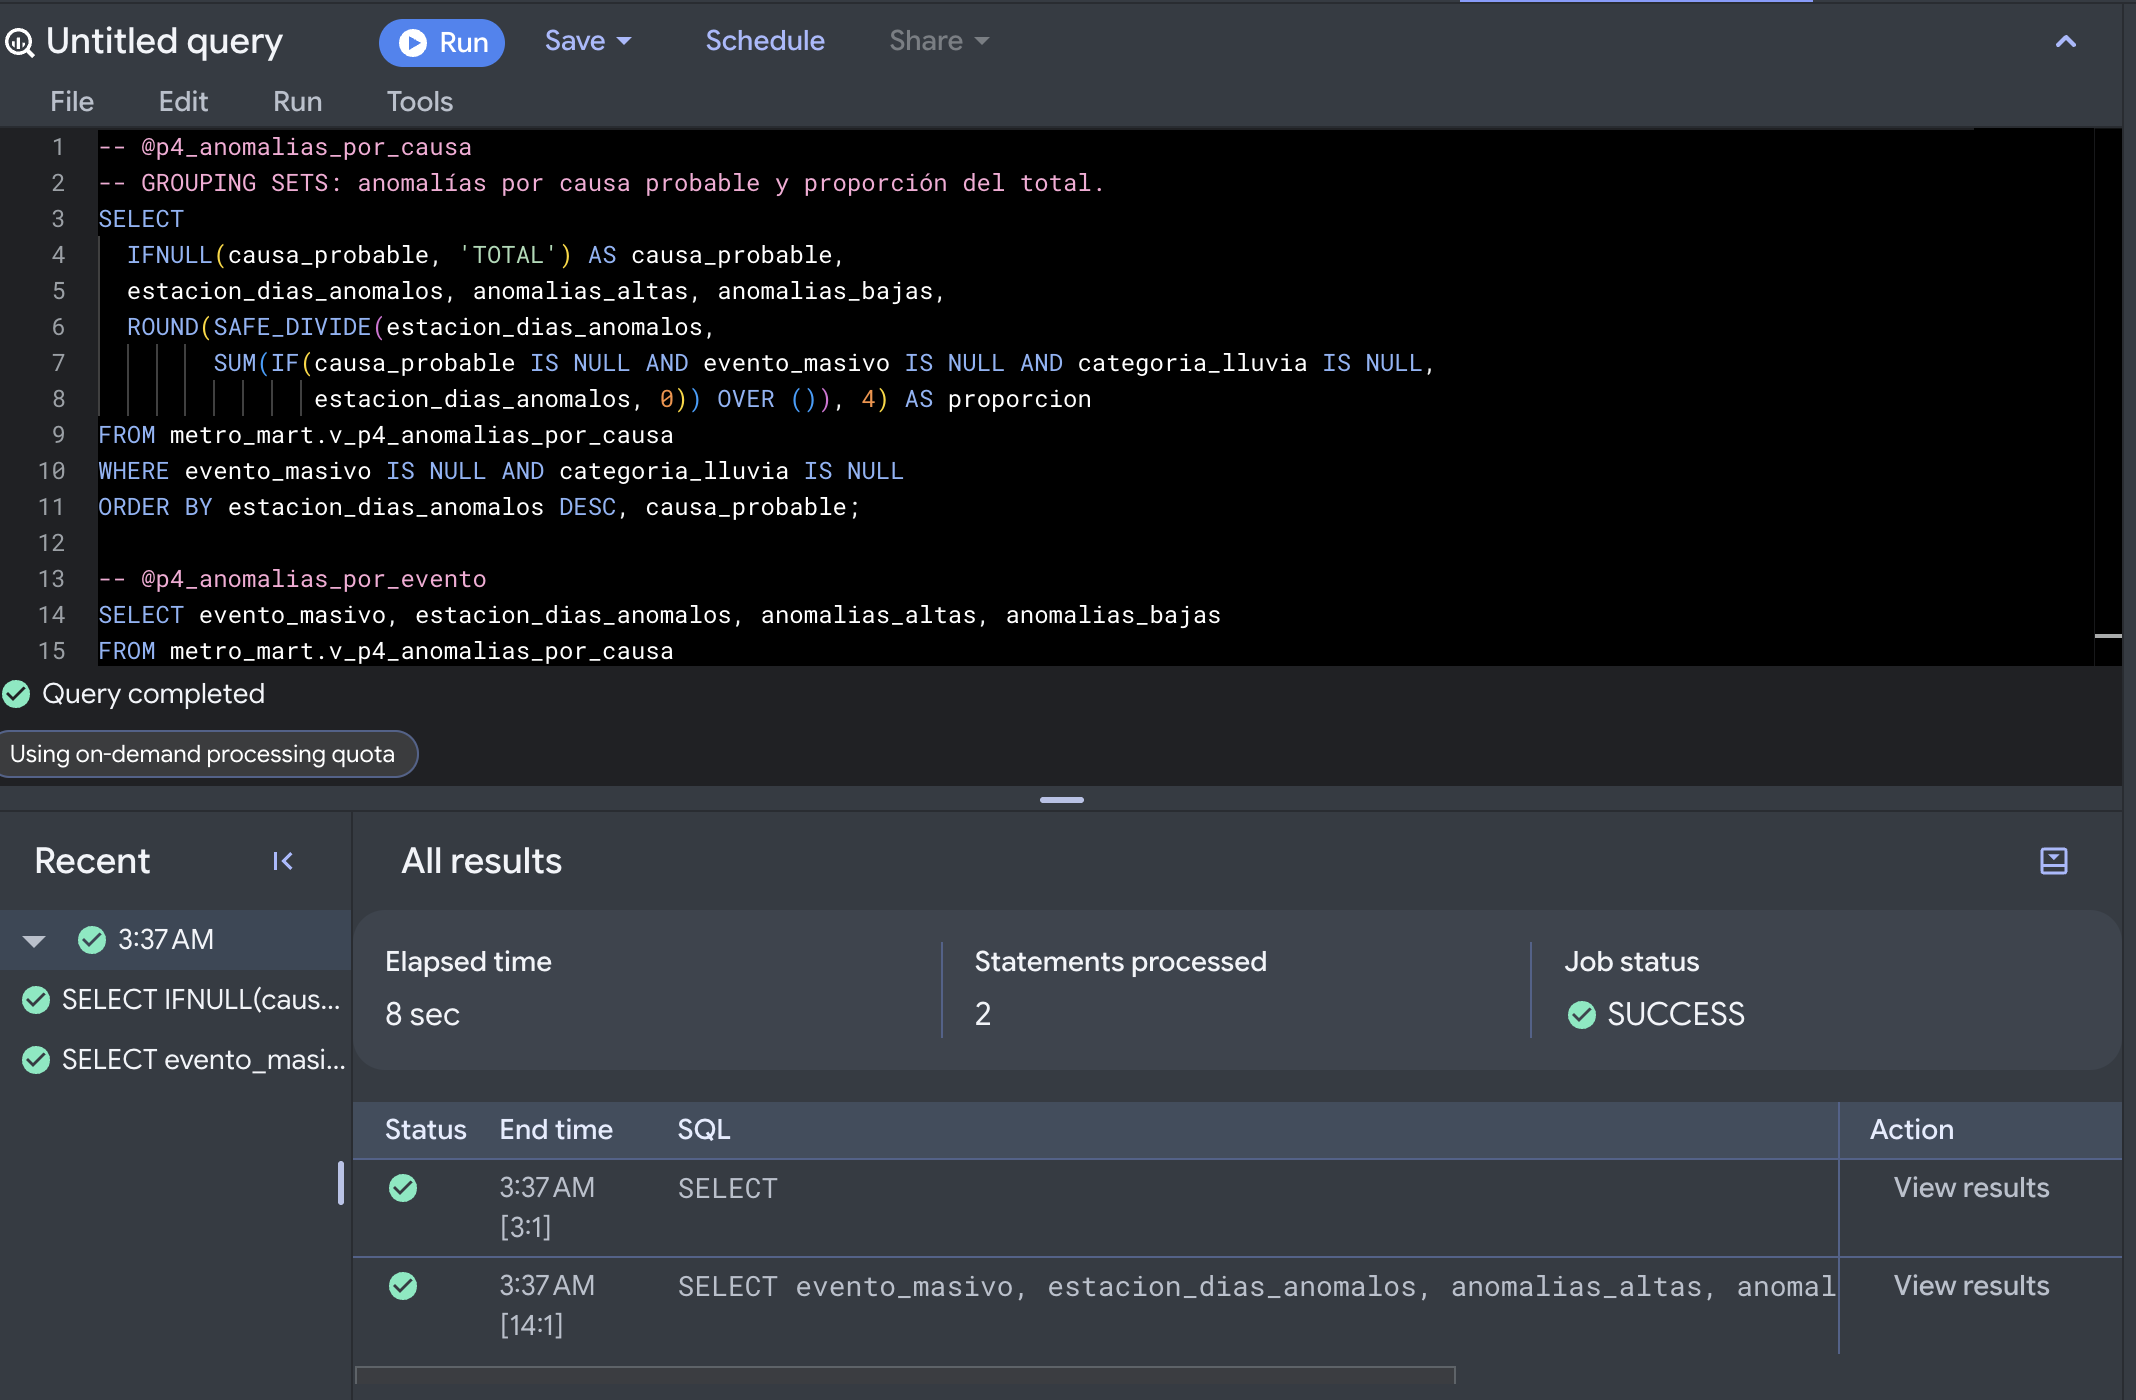 Untitled query
Run
Save
Schedule
Share
File
Edit
Run
Tools
1 -- @p4_anomalias_por_causa
2 -- GROUPING SETS: anomalías por causa probable y proporción del total.
3 SELECT
4 IFNULL(causa_probable, 'TOTAL') AS causa_probable,
5 estacion_dias_anomalos, anomalias_altas, anomalias_bajas,
6 ROUND(SAFE_DIVIDE(estacion_dias_anomalos,
7 SUM(IF(causa_probable IS NULL AND evento_masivo IS NULL AND categoria_lluvia IS NULL,
8 estacion_dias_anomalos, 0)) OVER ()), 4) AS proporcion
9 FROM metro_mart.v_p4_anomalias_por_causa
10 WHERE evento_masivo IS NULL AND categoria_lluvia IS NULL
11 ORDER BY estacion_dias_anomalos DESC, causa_probable;
12
13 -- @p4_anomalias_por_evento
14 SELECT evento_masivo, estacion_dias_anomalos, anomalias_altas, anomalias_bajas
15 FROM metro_mart.v_p4_anomalias_por_causa
Query completed
Using on-demand processing quota
Recent
3:37 AM
SELECT IFNULL(caus...
SELECT evento_masi...
All results
Elapsed time
8 sec
Statements processed
2
Job status
SUCCESS
Status End time SQL Action
3:37 AM SELECT View results
[3:1]
3:37 AM SELECT evento_masivo, estacion_dias_anomalos, anomalias_altas, anomal View results
[14:1]